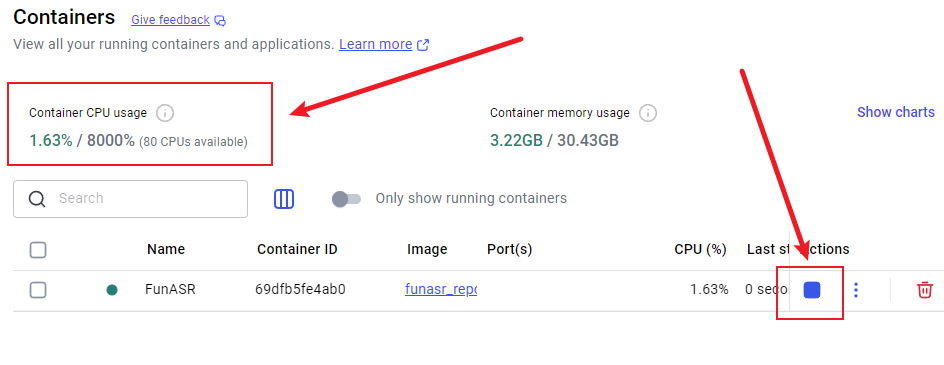 Containers Give feedback
View all your running containers and applications. Learn more
Container CPU usage
1.63% / 8000% (80 CPUs available)
Container memory usage
3.22GB / 30.43GB
Show charts
Search
Only show running containers
Name Container ID Image Port(s) CPU (%) Last st ctions
FunASR 69dfb5fe4ab0 funasr_repo 1.63% 0 seco